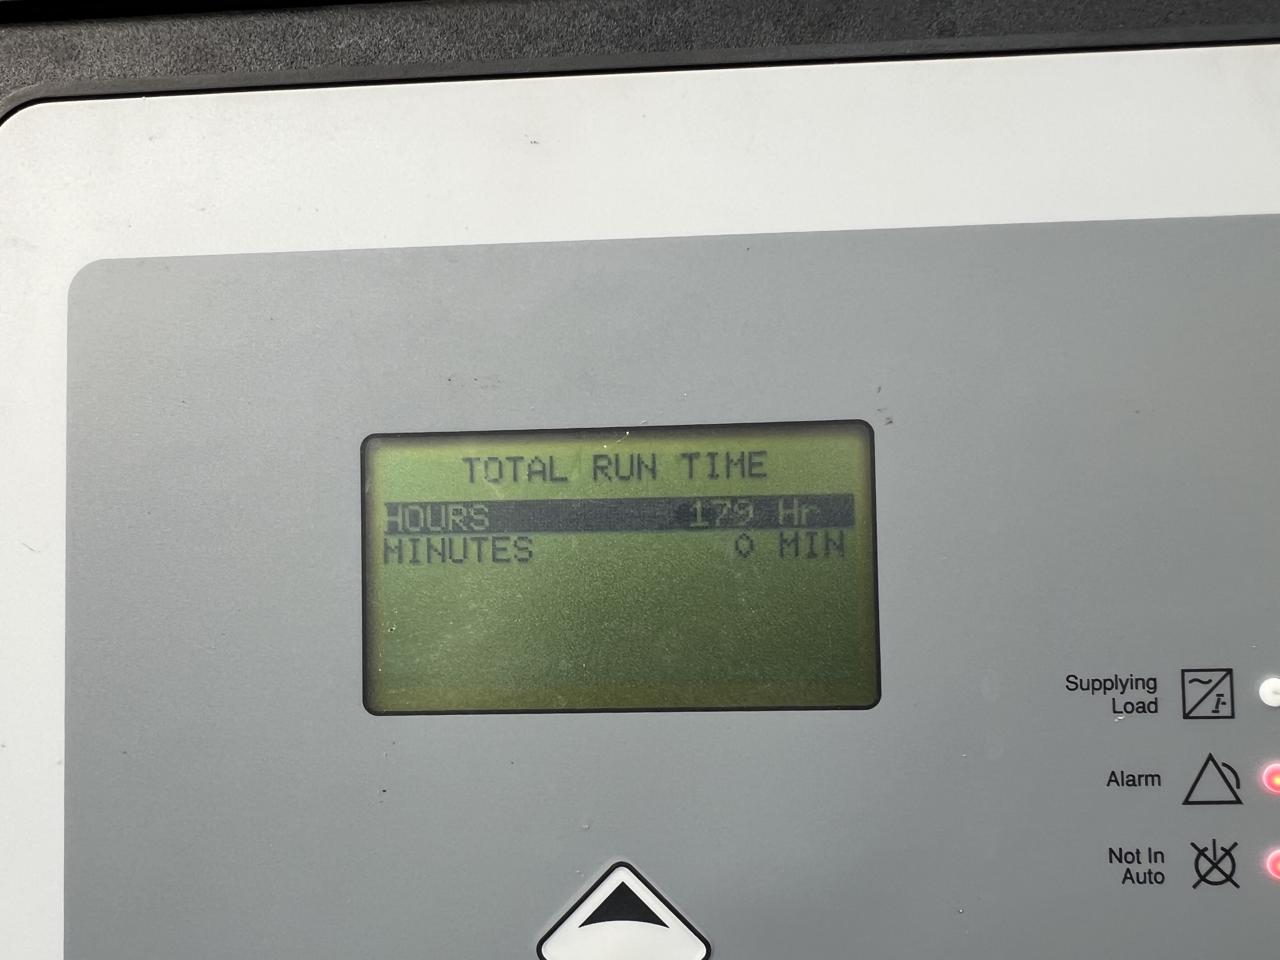 TOTAL RUN TIME
HOURS 179 Hr
MINUTES 0 MIN
Supplying
Load
Alarm
Not In
Auto